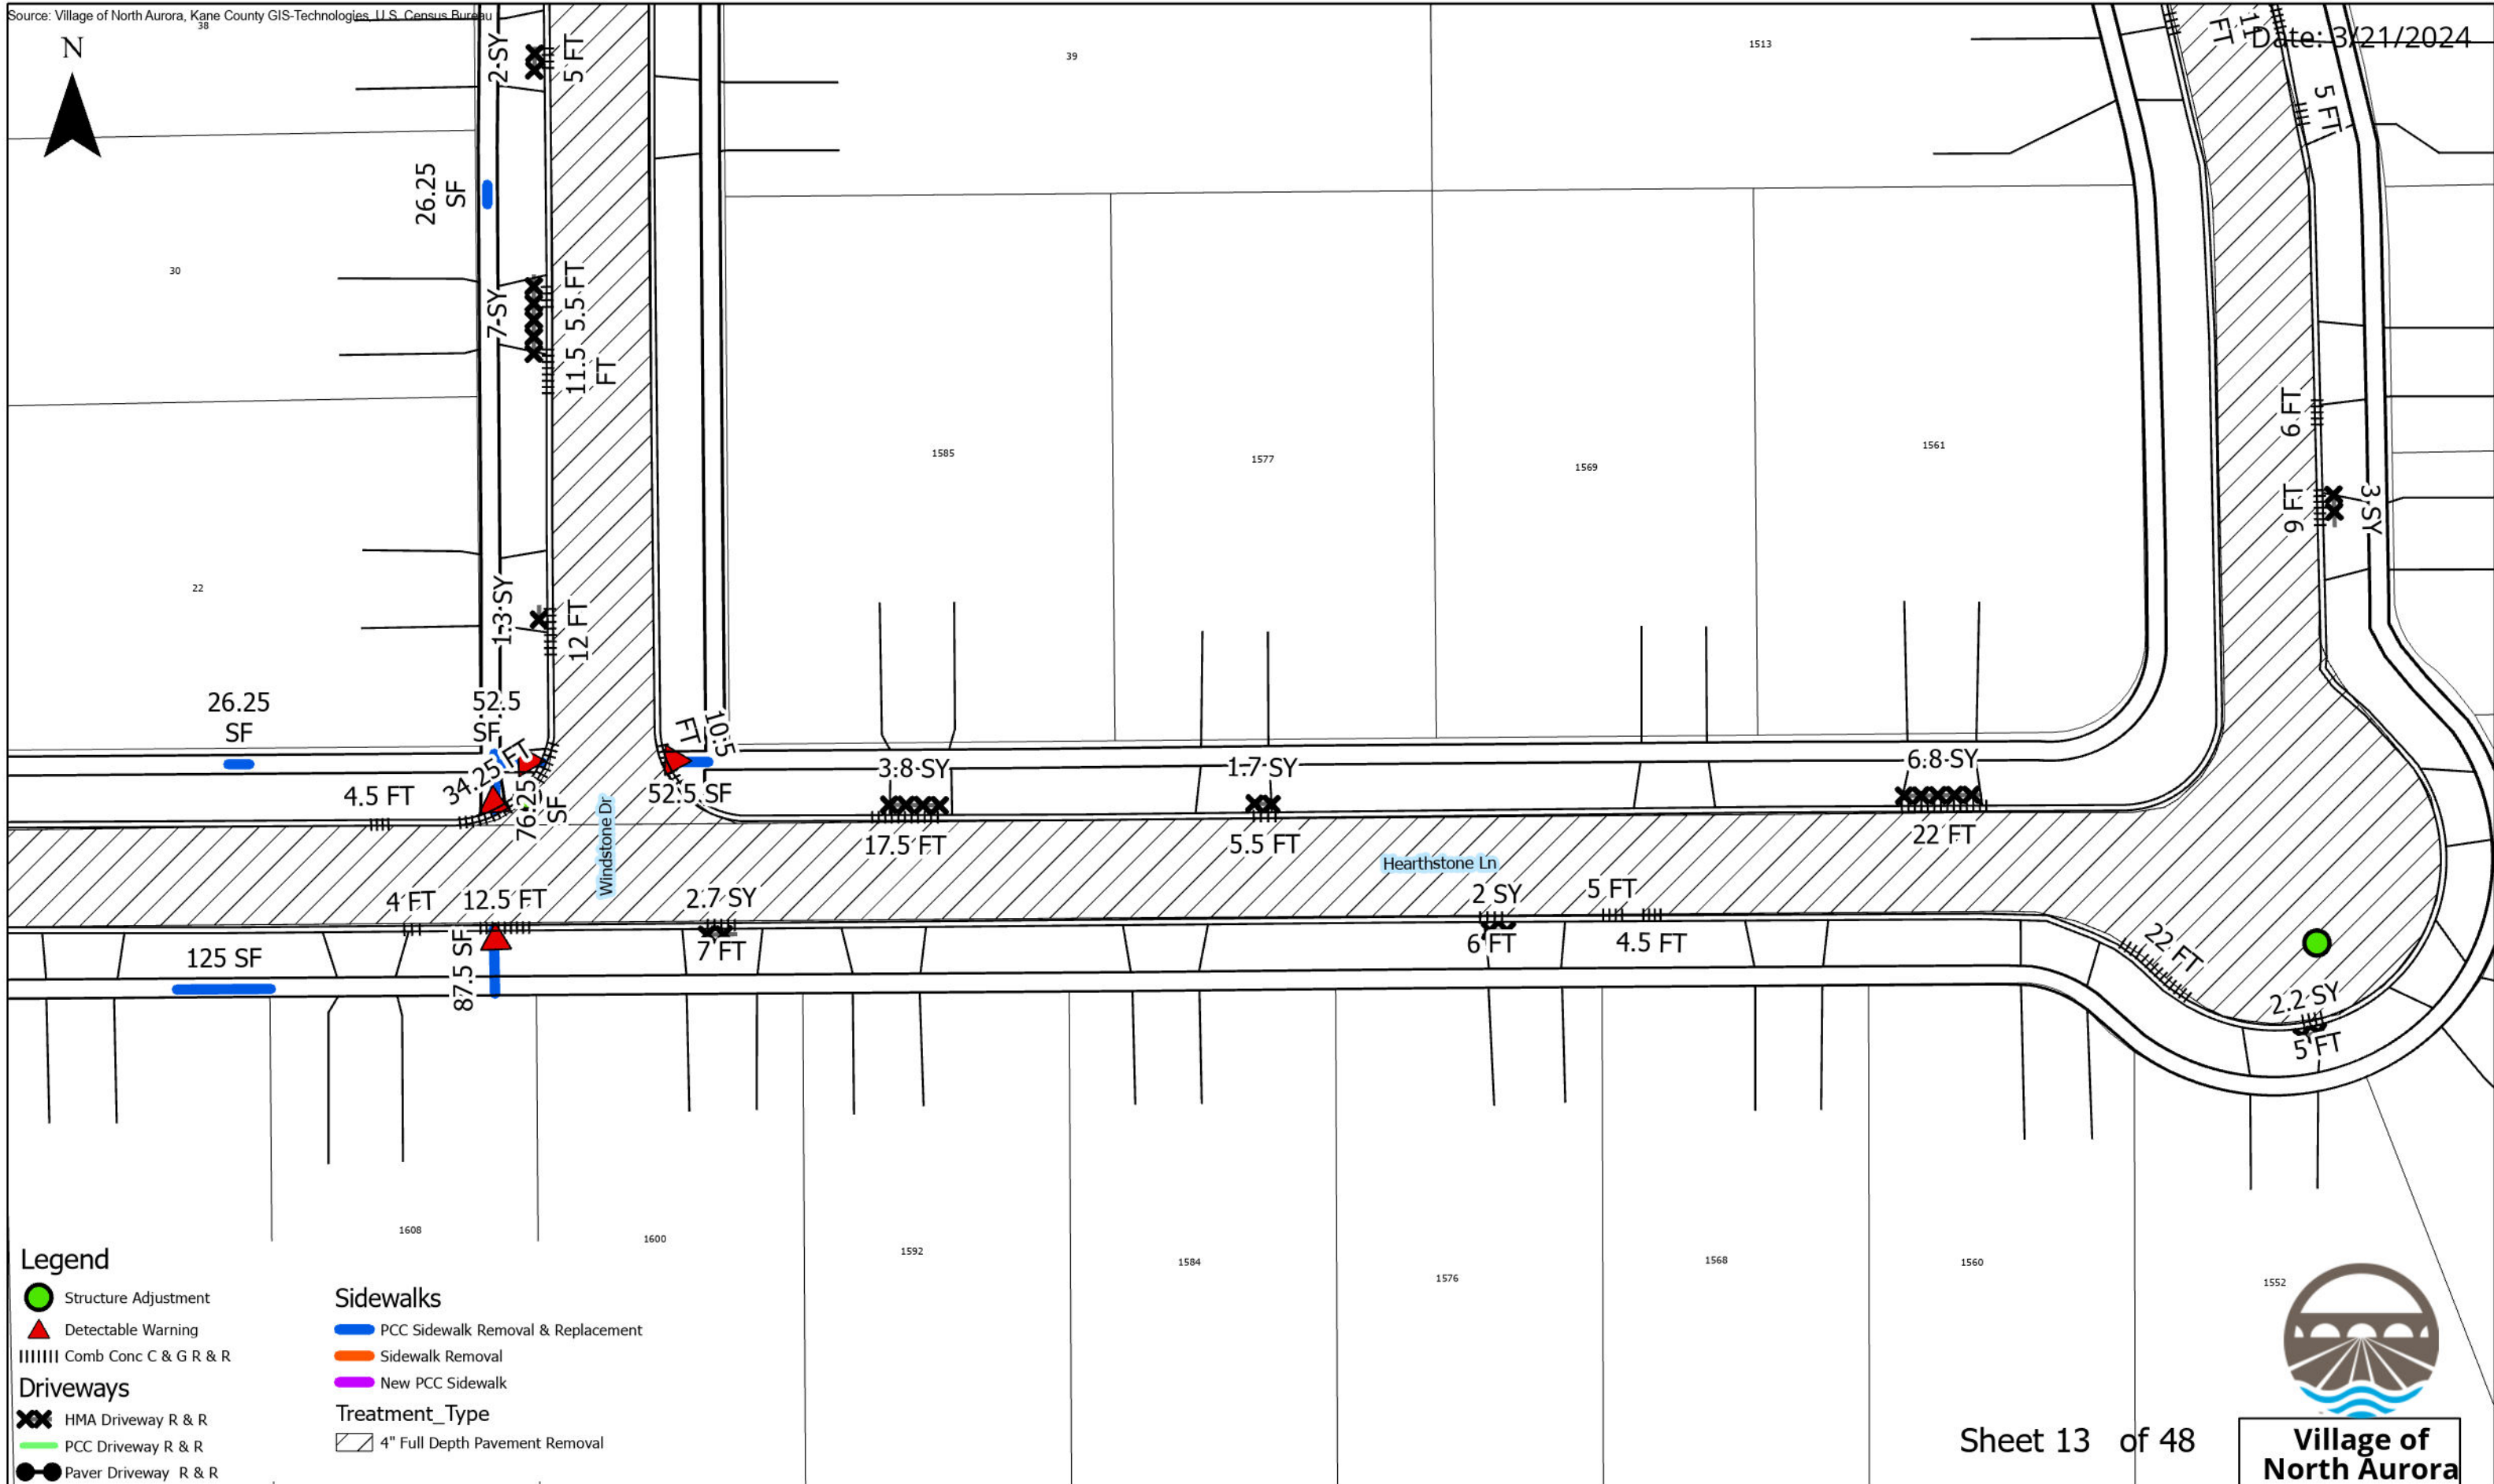 Source: Village of North Aurora, Kane County GIS-Technologies, U.S. Census Bureau
Date: 3/21/2024
N
38
39
1513
2 SY
5 FT
11
FT
5 FT
26.25
SF
30
7 SY
5.5 FT
11.5
FT
1585
1577
1569
1561
9 FT
9 FT
3 SY
22
1.3 SY
12 FT
26.25
SF
52.5
SF
34.25 FT
10.5
FT
4.5 FT
76.25
SF
52.5 SF
3.8 SY
1.7 SY
6.8 SY
17.5 FT
5.5 FT
22 FT
Windstone Dr
Hearthstone Ln
4 FT
12.5 FT
2.7 SY
2 SY
5 FT
125 SF
87.5 SF
7 FT
6 FT
4.5 FT
22 FT
2.2 SY
5 FT
1608
1600
1592
1584
1576
1568
1560
1552
Legend
Structure Adjustment
Detectable Warning
Comb Conc C & G R & R
Driveways
HMA Driveway R & R
PCC Driveway R & R
Paver Driveway R & R
Sidewalks
PCC Sidewalk Removal & Replacement
Sidewalk Removal
New PCC Sidewalk
Treatment_Type
4" Full Depth Pavement Removal
Sheet 13 of 48
Village of
North Aurora